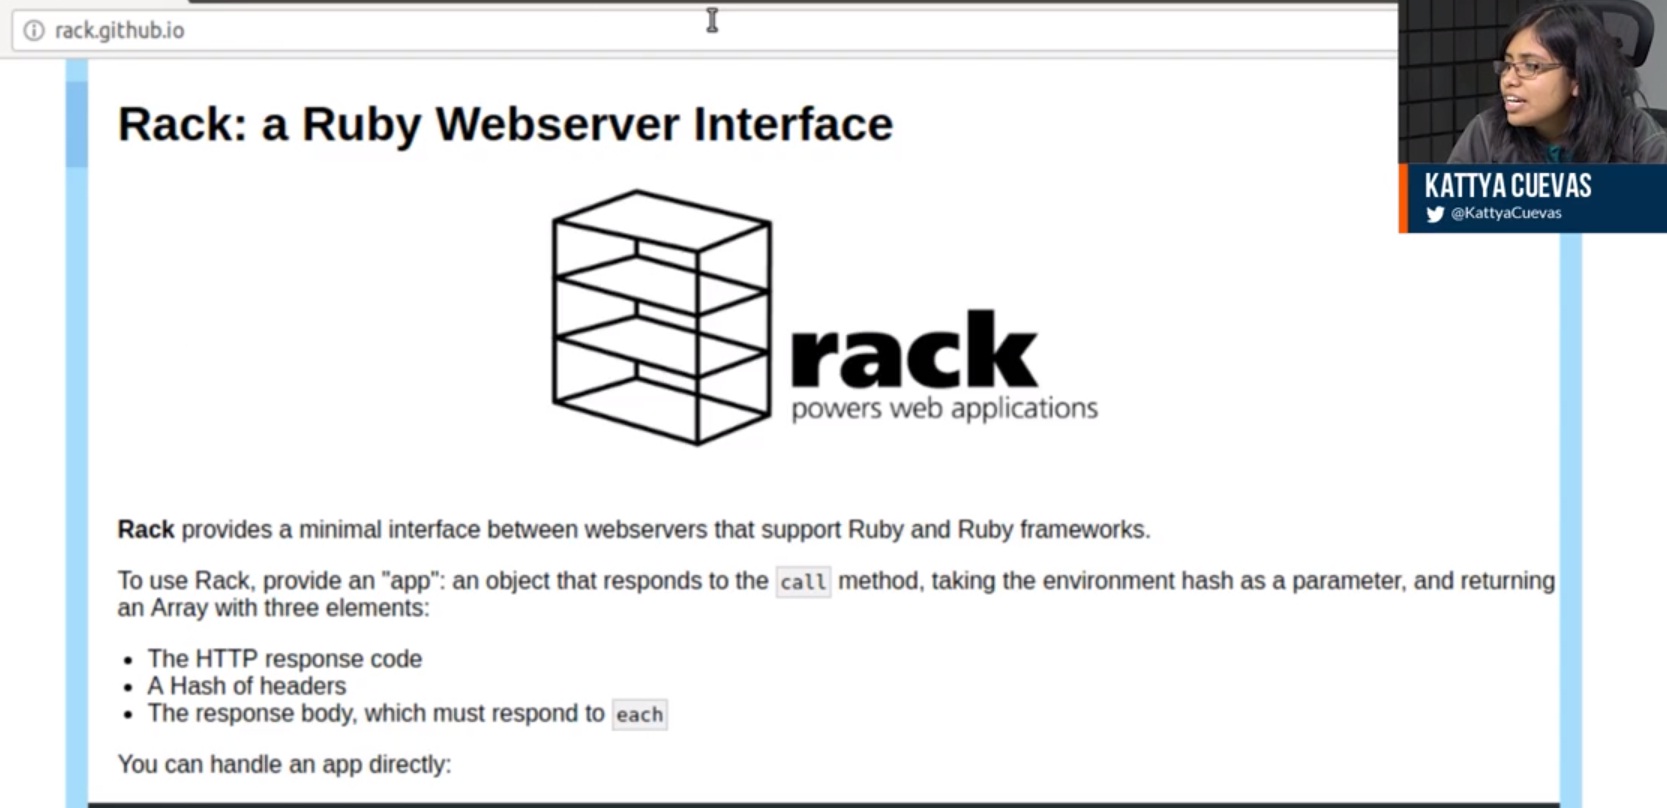 rack.github.io
Rack: a Ruby Webserver Interface
KATTYA CUEVAS
@KattyaCuevas
rack
powers web applications
Rack provides a minimal interface between webservers that support Ruby and Ruby frameworks.
To use Rack, provide an "app": an object that responds to the call method, taking the environment hash as a parameter, and returning
an Array with three elements:
• The HTTP response code
• A Hash of headers
• The response body, which must respond to each
You can handle an app directly: